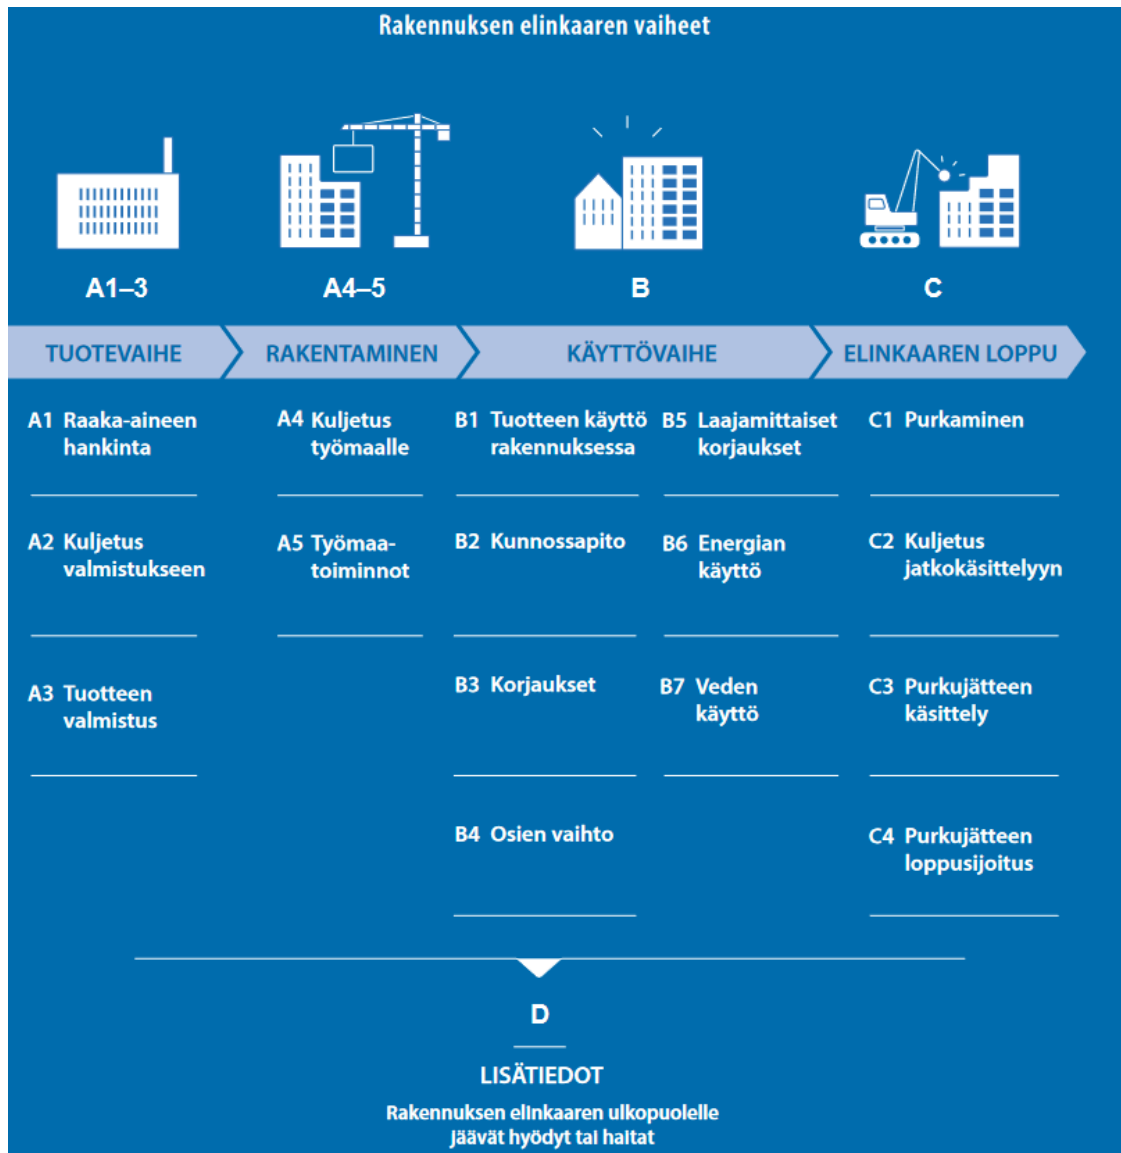 Rakennuksen elinkaaren vaiheet
A1–3
A4–5
B
C
TUOTEVAIHE
RAKENTAMINEN
KÄYTTÖVAIHE
ELINKAAREN LOPPU
A1 Raaka-aineen
hankinta
A2 Kuljetus
valmistukseen
A3 Tuotteen
valmistus
A4 Kuljetus
työmaalle
A5 Työmaa-
toiminnot
B1 Tuotteen käyttö
rakennuksessa
B2 Kunnossapito
B3 Korjaukset
B4 Osien vaihto
B5 Laajamittaiset
korjaukset
B6 Energian
käyttö
B7 Veden
käyttö
C1 Purkaminen
C2 Kuljetus
jatkokäsittelyyn
C3 Purkujätteen
käsittely
C4 Purkujätteen
loppusijoitus
D
LISÄTIEDOT
Rakennuksen elinkaaren ulkopuolelle
jäävät hyödyt tai haitat